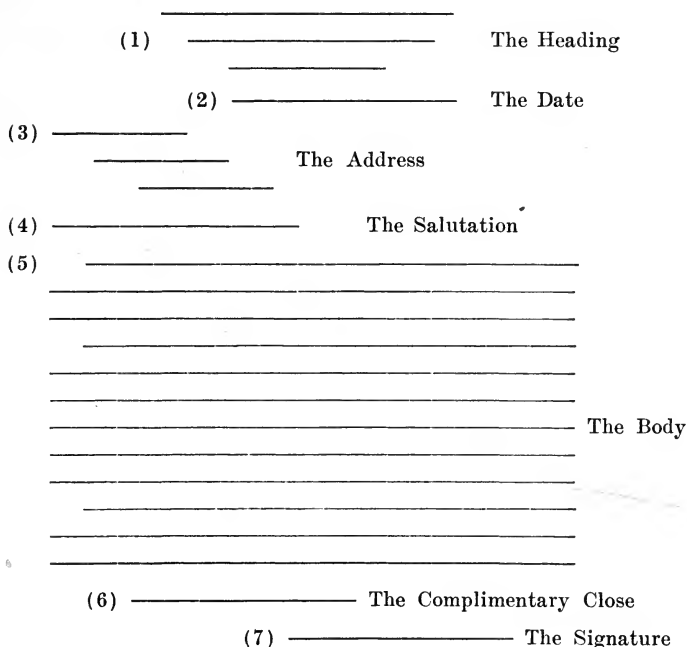 (1) The Heading
(2) The Date
(3)
The Address
(4) The Salutation
(5)
The Body
(6) The Complimentary Close
(7) The Signature